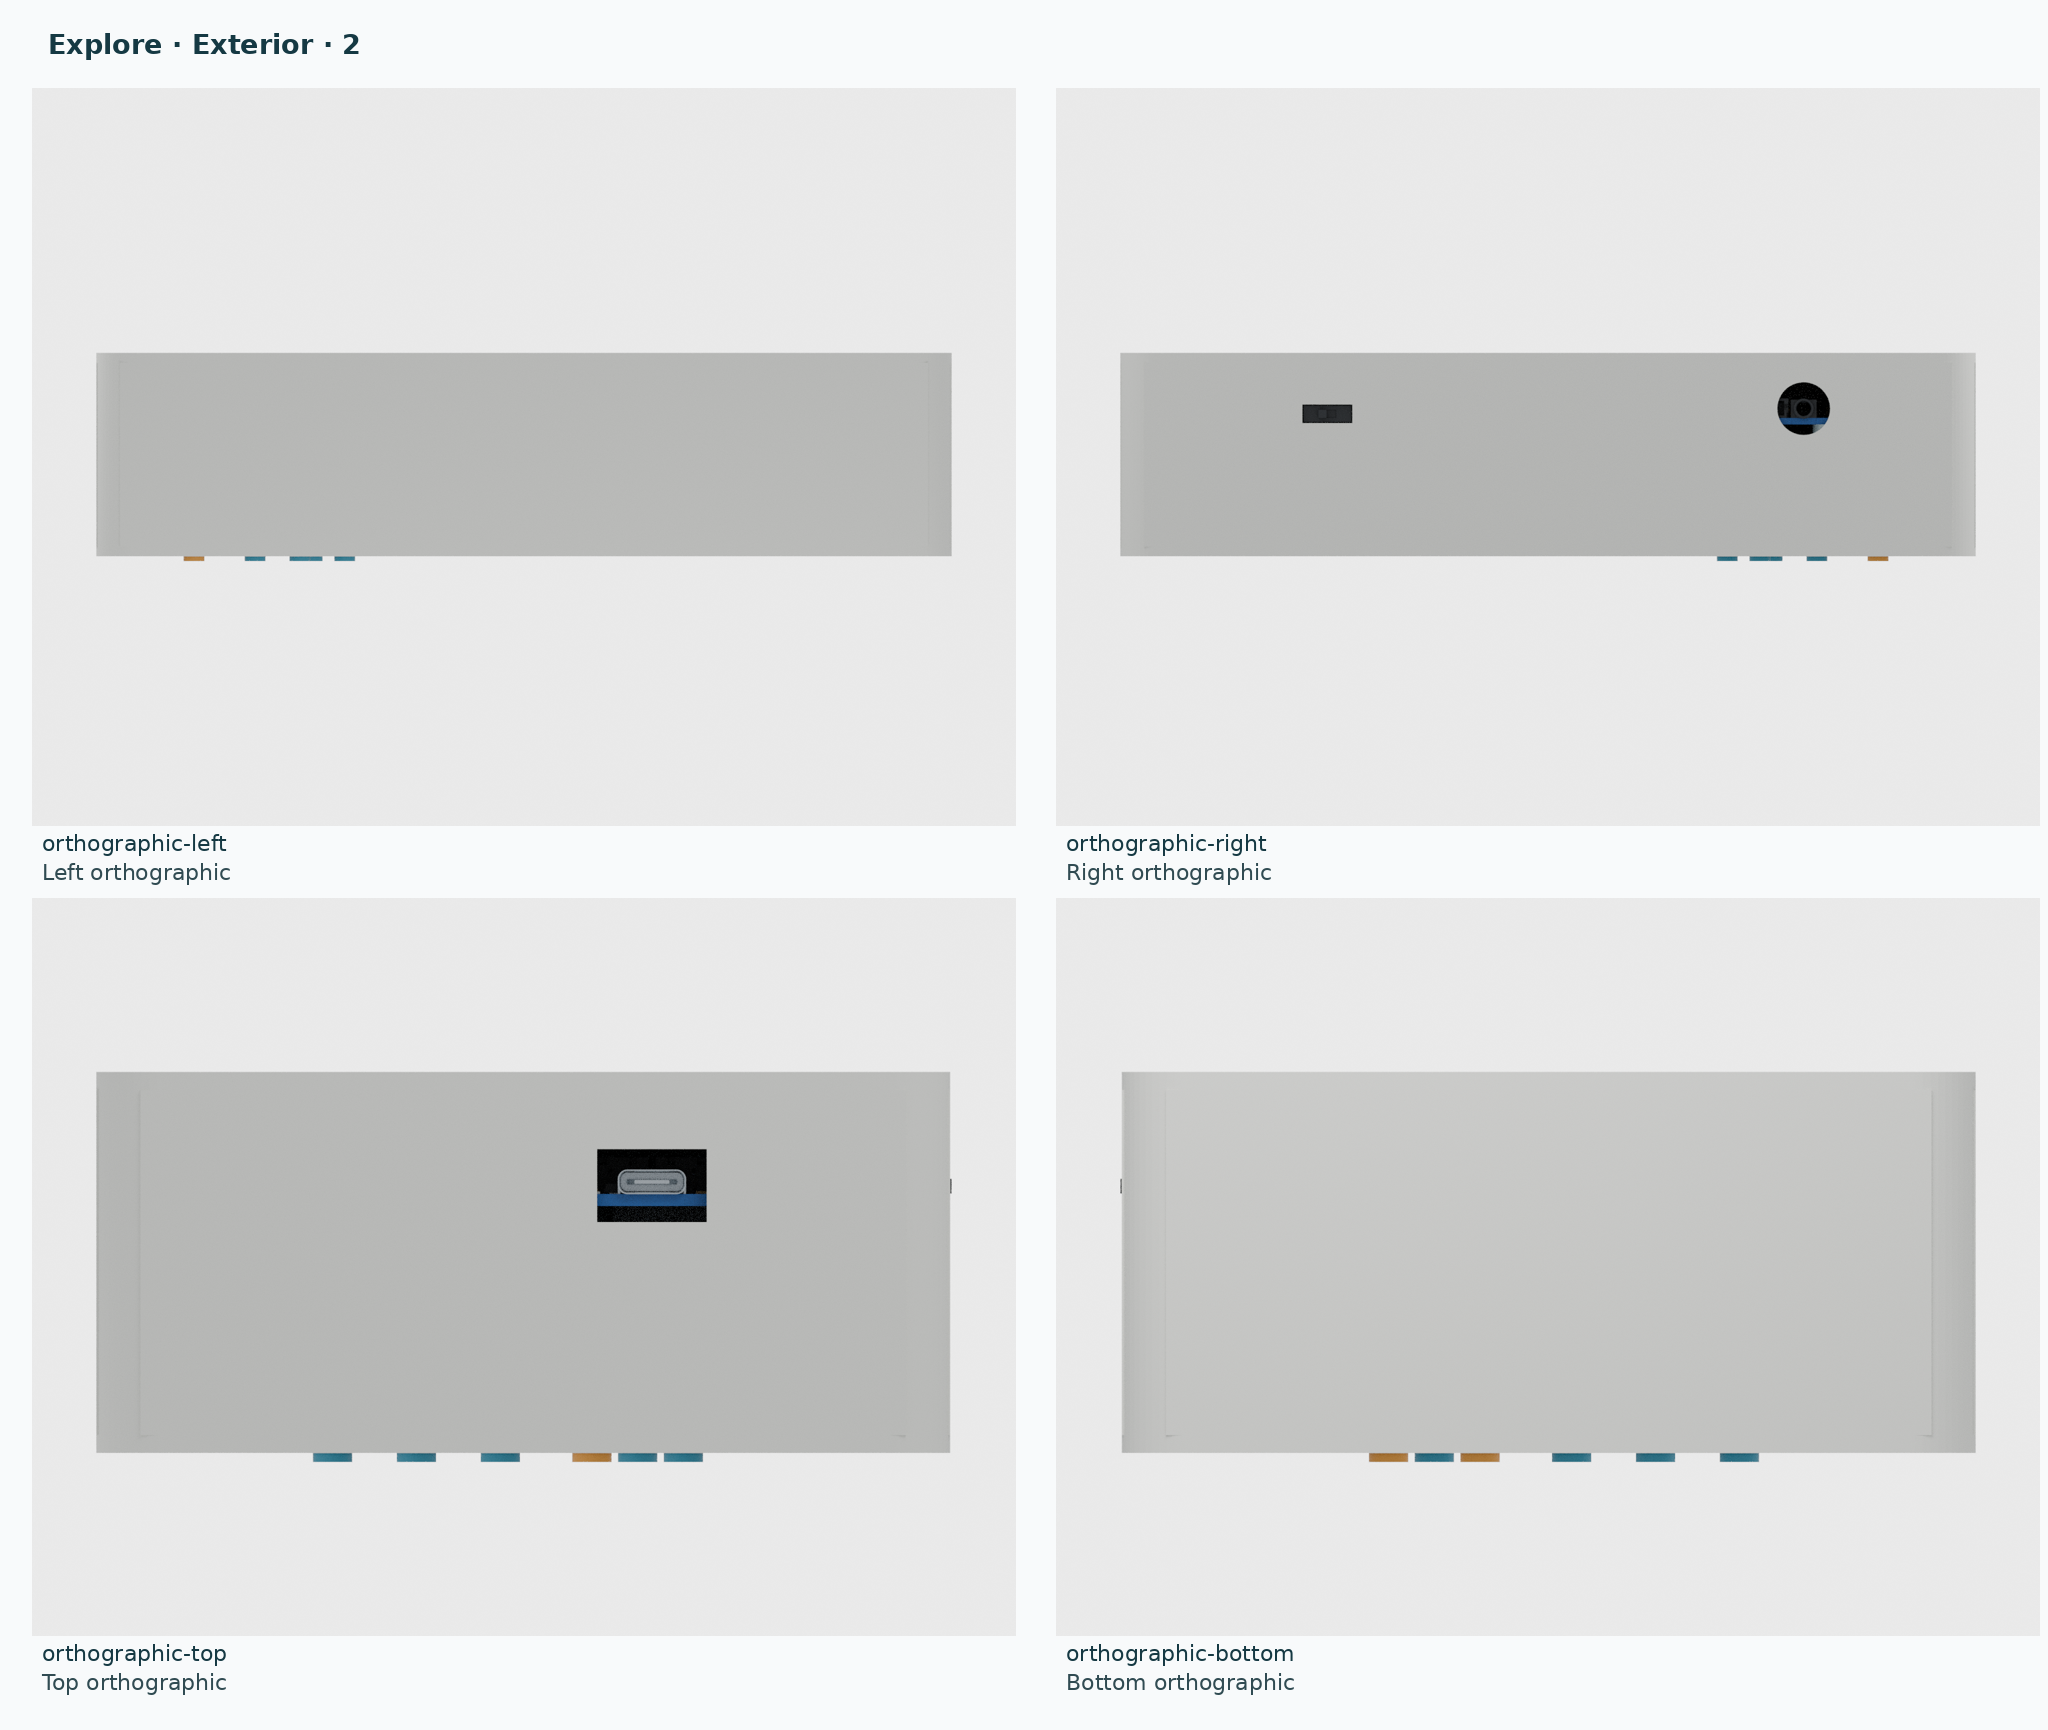 Explore · Exterior · 2
orthographic-left
Left orthographic
orthographic-right
Right orthographic
orthographic-top
Top orthographic
orthographic-bottom
Bottom orthographic